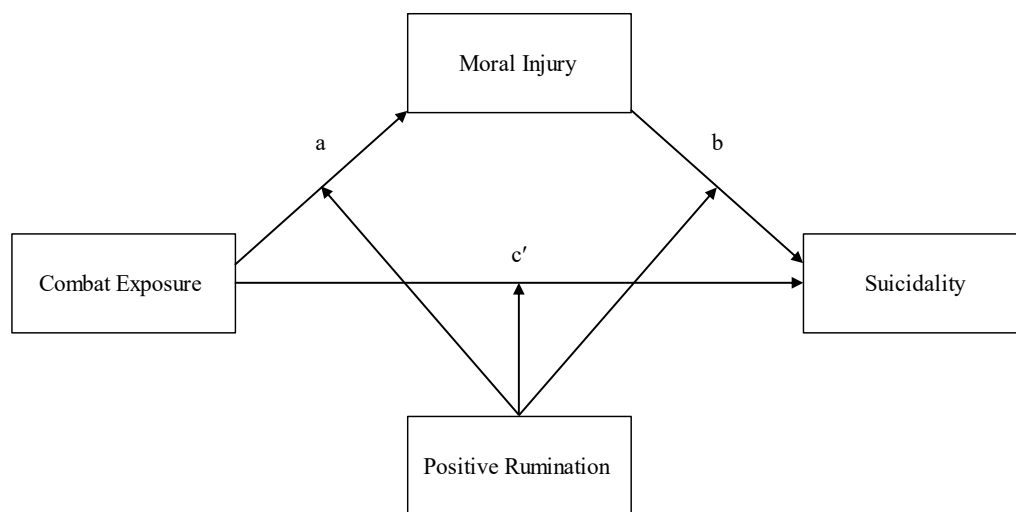 Moral Injury
a
b
Combat Exposure
c′
Suicidality
Positive Rumination